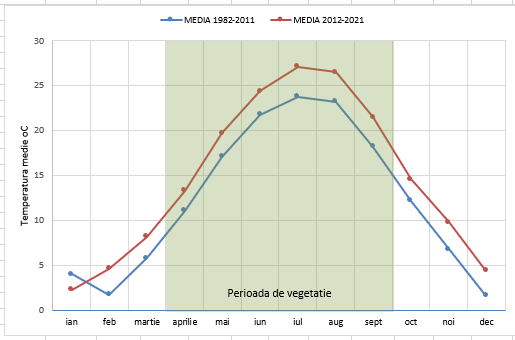 MEDIA 1982-2011 MEDIA 2012-2021
30
25
20
15
10
5
0
Temperatura medie oC
Perioada de vegetatie
ian feb martie aprilie mai iun iul aug sept oct noi dec